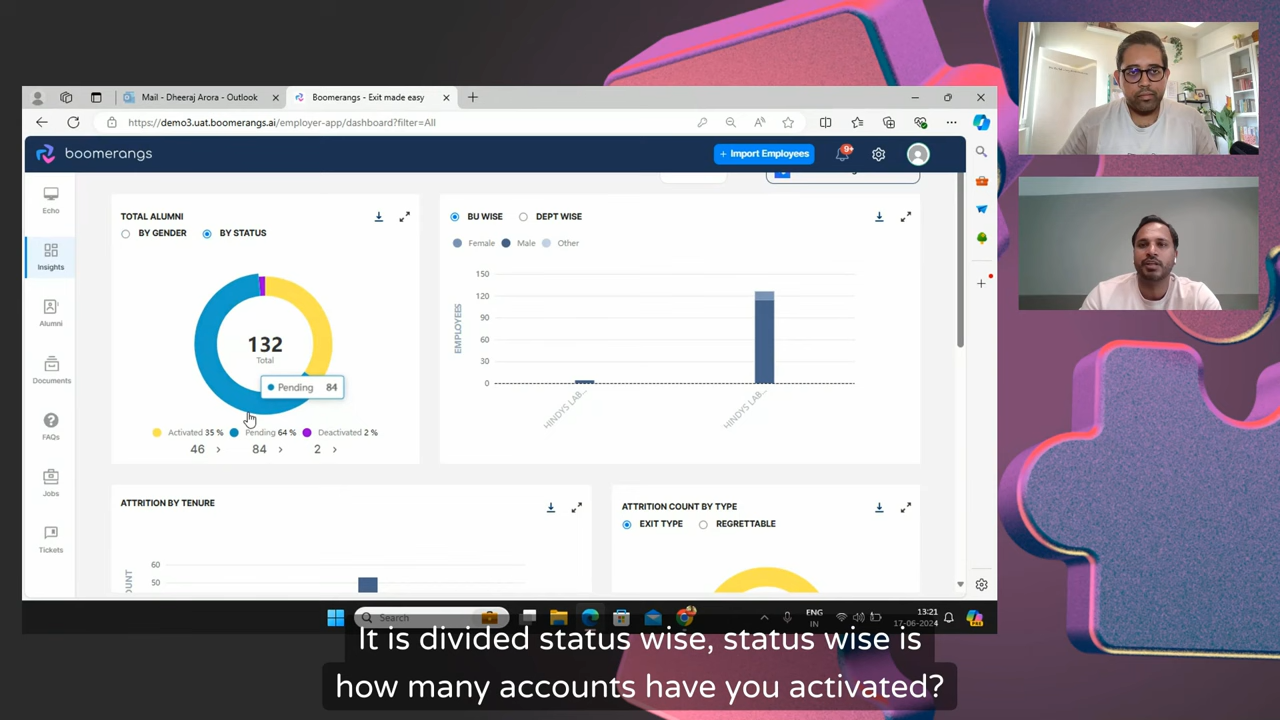 Mail - Dheeraj Arora - Outlook
Boomerangs - Exit made easy
https://demo3.uat.boomerangs.ai/employer-app/dashboard?filter=All
boomerangs
+ Import Employees
9+
Echo
Insights
Alumni
Documents
FAQs
Jobs
Tickets
TOTAL ALUMNI
BY GENDER
BY STATUS
132
Total
Pending 84
Activated 35 % Pending 64 % Deactivated 2 %
46 > 84 > 2 >
BU WISE
DEPT WISE
Female Male Other
EMPLOYEES
150
120
90
60
30
0
HINDYS LAB...
HINDYS LAB...
ATTRITION BY TENURE
60
50
ATTRITION COUNT BY TYPE
EXIT TYPE
REGRETTABLE
Search
ENG
IN
13:21
17-06-2024
It is divided status wise, status wise is
how many accounts have you activated?